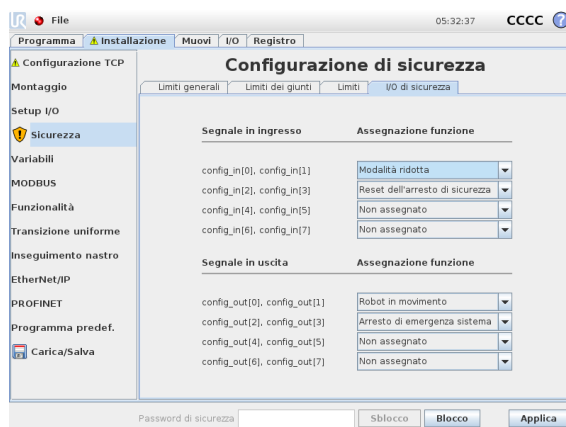 UR File 05:32:37 CCCC ?
Programma Installazione Muovi I/O Registro
Configurazione TCP
Montaggio
Setup I/O
Sicurezza
Variabili
MODBUS
Funzionalità
Transizione uniforme
Inseguimento nastro
EtherNet/IP
PROFINET
Programma predef.
Carica/Salva
Configurazione di sicurezza
Limiti generali Limiti dei giunti Limiti I/O di sicurezza
Segnale in ingresso Assegnazione funzione
config_in[0], config_in[1] Modalità ridotta
config_in[2], config_in[3] Reset dell'arresto di sicurezza
config_in[4], config_in[5] Non assegnato
config_in[6], config_in[7] Non assegnato
Segnale in uscita Assegnazione funzione
config_out[0], config_out[1] Robot in movimento
config_out[2], config_out[3] Arresto di emergenza sistema
config_out[4], config_out[5] Non assegnato
config_out[6], config_out[7] Non assegnato
Password di sicurezza Sblocco Blocco Applica